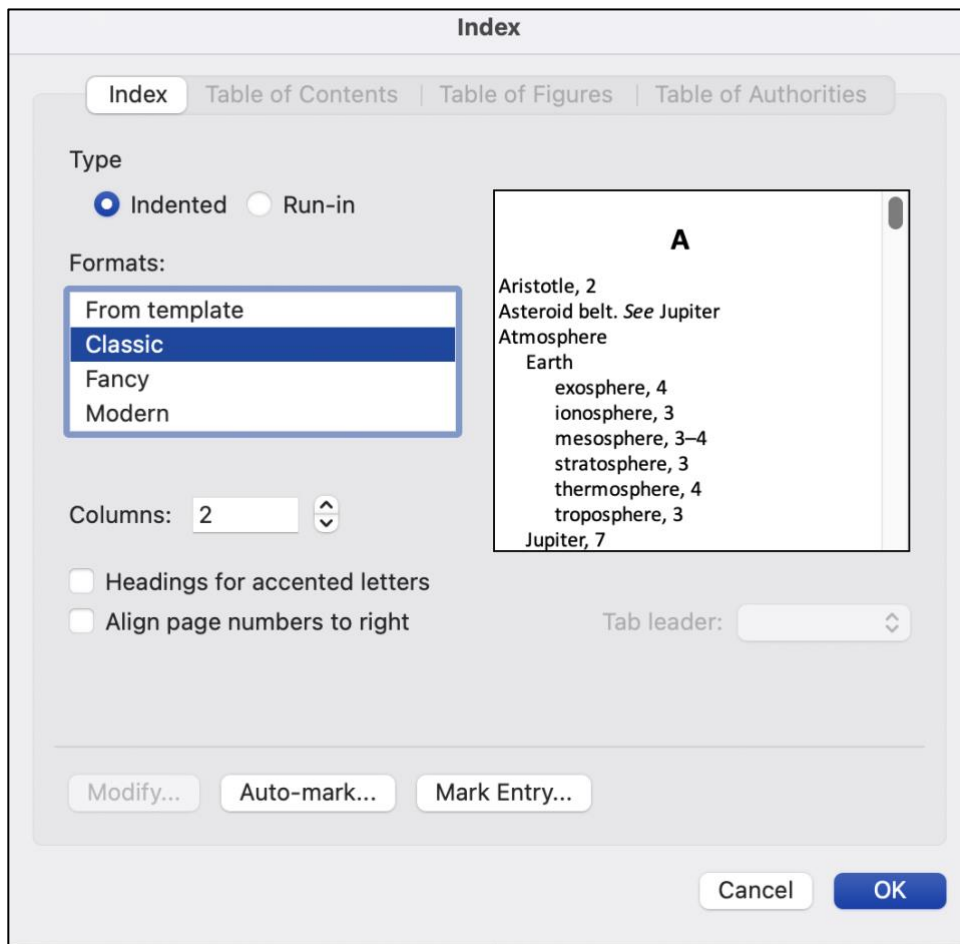 Index
Index Table of Contents Table of Figures Table of Authorities
Type
Indented Run-in
Formats:
From template
Classic
Fancy
Modern
A
Aristotle, 2
Asteroid belt. See Jupiter
Atmosphere
Earth
exosphere, 4
ionosphere, 3
mesosphere, 3–4
stratosphere, 3
thermosphere, 4
troposphere, 3
Jupiter, 7
Columns: 2
Headings for accented letters
Align page numbers to right
Tab leader:
Modify... Auto-mark... Mark Entry...
Cancel OK